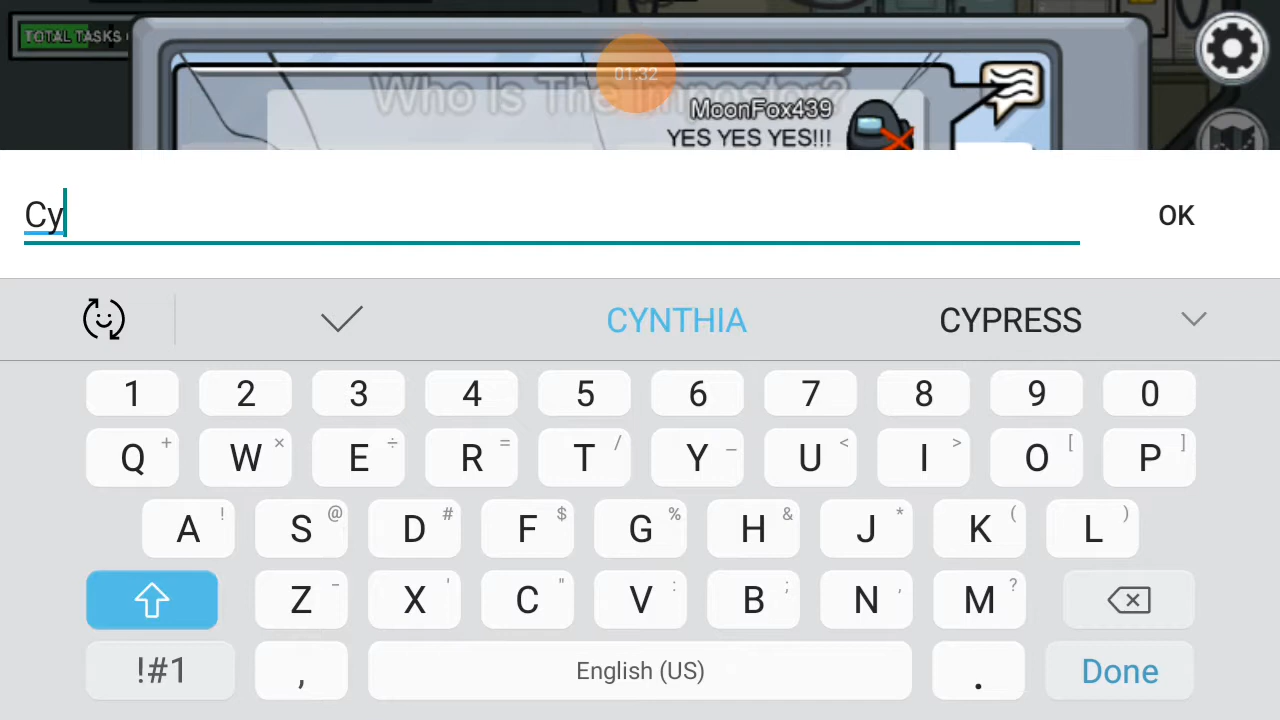 TOTAL TASKS
01:32
Who Is The Impostor?
MoonFox439
YES YES YES!!!
Cy
OK
CYNTHIA
CYPRESS
1 2 3 4 5 6 7 8 9 0
Q + W × E ÷ R = T / Y _ U < I > O [ P ]
A ! S @ D # F $ G % H & J * K ( L )
Z - X ' C " V : B ; N , M ?
!#1 , English (US) . Done